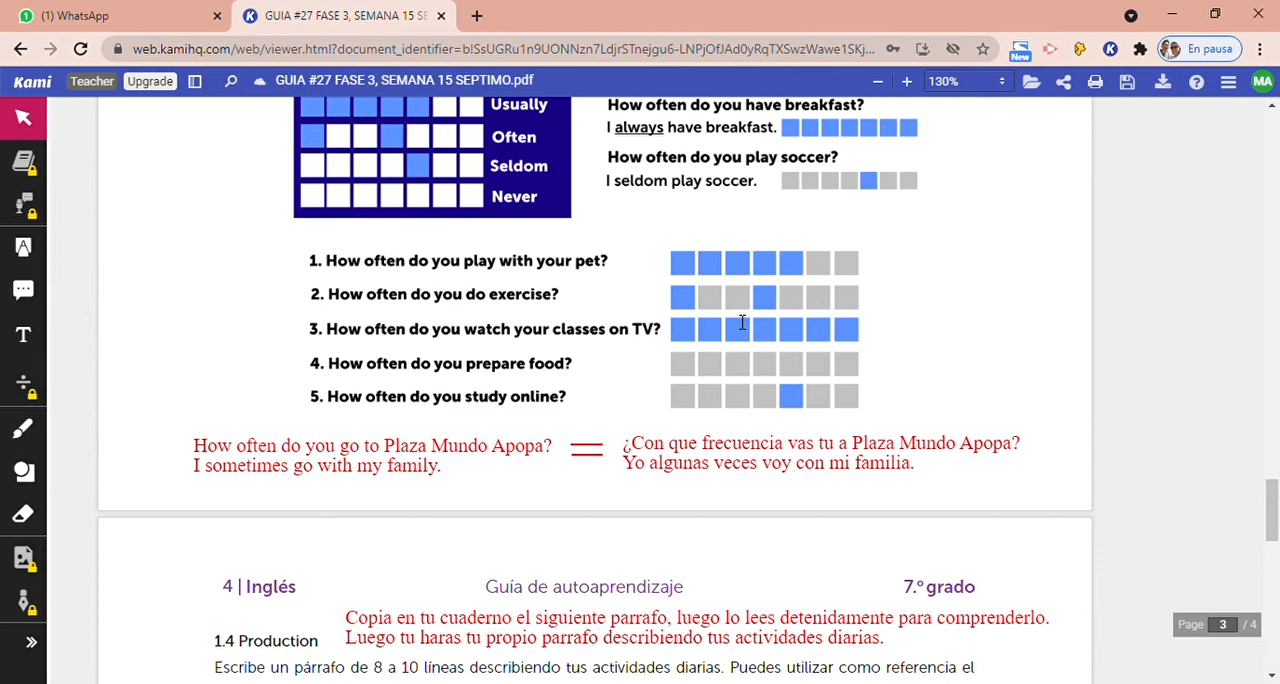 (1) WhatsApp
GUIA #27 FASE 3, SEMANA 15 SE
web.kamihq.com/web/viewer.html?document_identifier=b!SsUGRu1n9UONNzn7LdjrSTnejgu6-LNPjOfJAd0yRqTXSwzWawe1SKj...
New
En pausa
Kami
Teacher
Upgrade
GUIA #27 FASE 3, SEMANA 15 SEPTIMO.pdf
130%
MA
Usually
Often
Seldom
Never
How often do you have breakfast?
I always have breakfast.
How often do you play soccer?
I seldom play soccer.
1. How often do you play with your pet?
2. How often do you do exercise?
3. How often do you watch your classes on TV?
4. How often do you prepare food?
5. How often do you study online?
How often do you go to Plaza Mundo Apopa?
I sometimes go with my family.
¿Con que frecuencia vas tu a Plaza Mundo Apopa?
Yo algunas veces voy con mi familia.
4 | Inglés
Guía de autoaprendizaje
7.º grado
Copia en tu cuaderno el siguiente parrafo, luego lo lees detenidamente para comprenderlo.
Luego tu haras tu propio parrafo describiendo tus actividades diarias.
1.4 Production
Escribe un párrafo de 8 a 10 líneas describiendo tus actividades diarias. Puedes utilizar como referencia el
Page 3 / 4